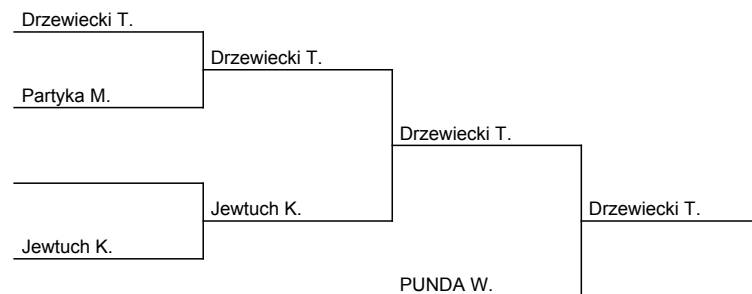 Drzewiecki T.
Drzewiecki T.
Partyka M.
Drzewiecki T.
Jewtuch K.
Drzewiecki T.
Jewtuch K.
PUNDA W.